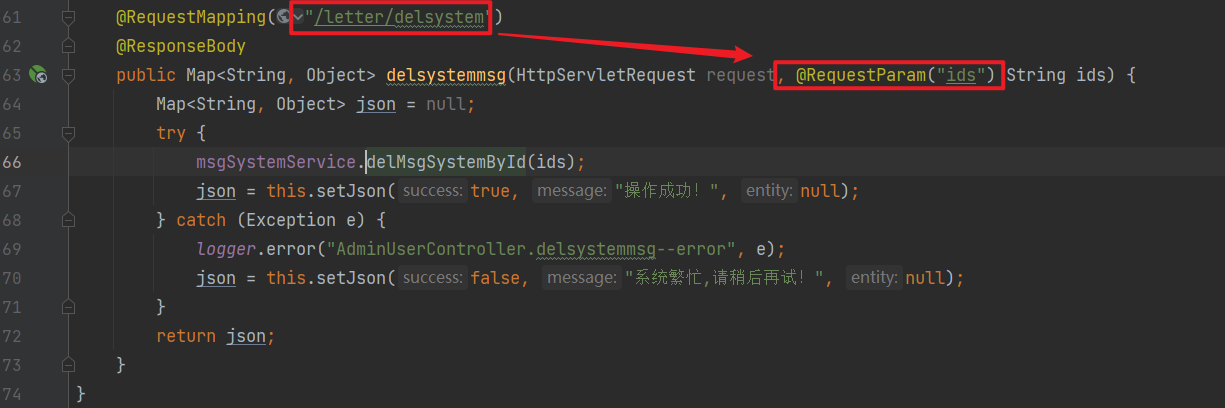 61 @RequestMapping("/letter/delsystem")
62 @ResponseBody
63 public Map<String, Object> delsystemmsg(HttpServletRequest request, @RequestParam("ids") String ids) {
64 Map<String, Object> json = null;
65 try {
66 msgSystemService.delMsgSystemById(ids);
67 json = this.setJson( success: true, message: "操作成功！", entity: null);
68 } catch (Exception e) {
69 logger.error("AdminUserController.delsystemmsg--error", e);
70 json = this.setJson( success: false, message: "系统繁忙,请稍后再试！", entity: null);
71 }
72 return json;
73 }
74 }